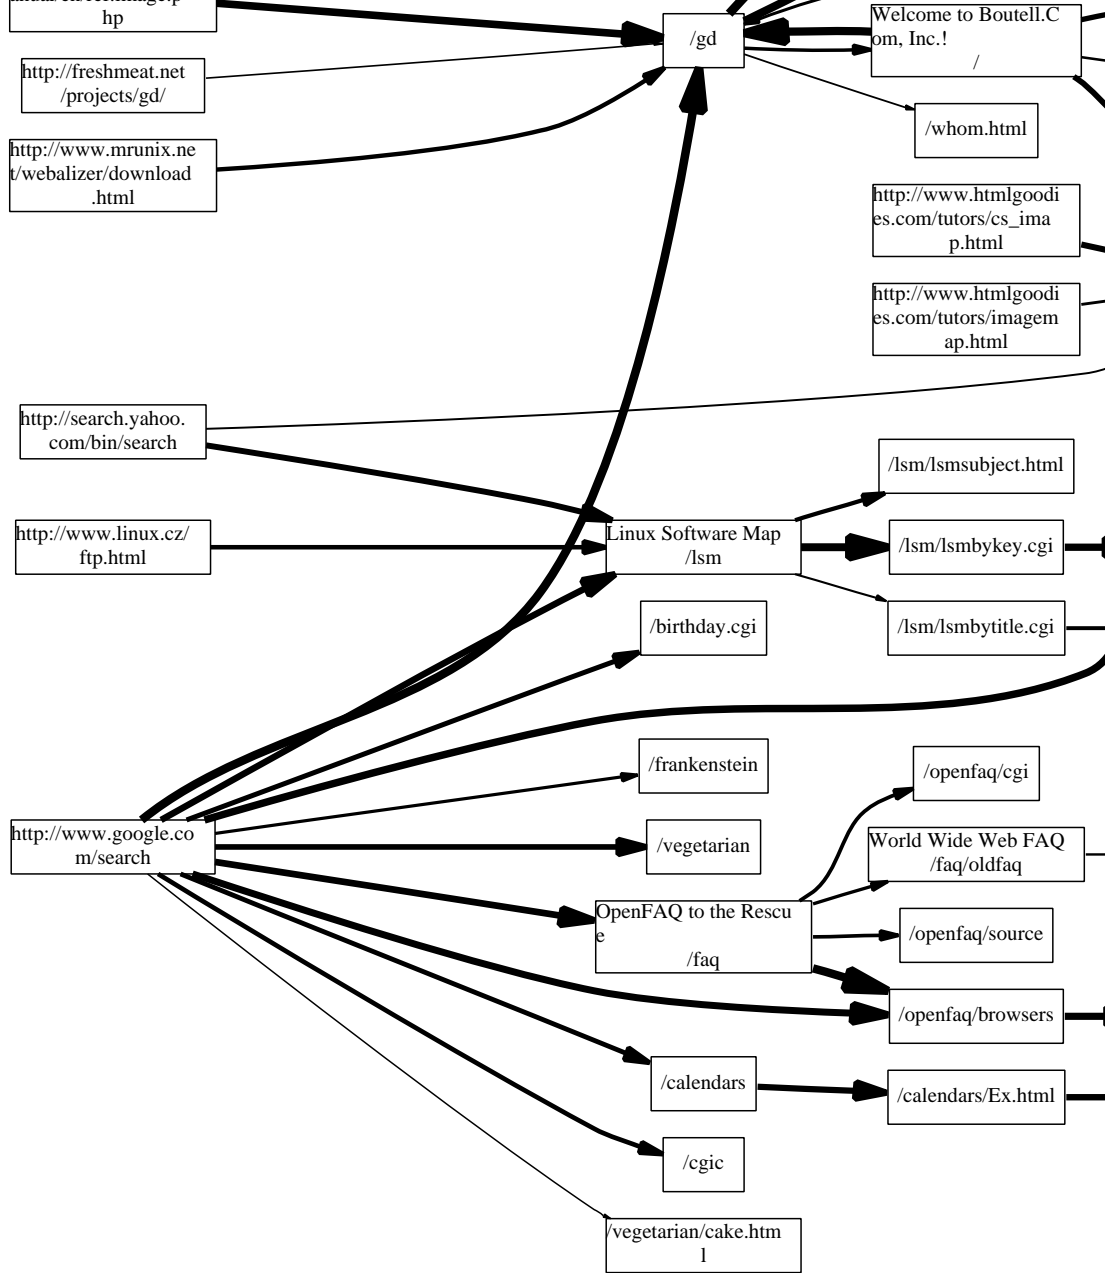 hp
/gd
Welcome to Boutell.C
om, Inc.!
/
http://freshmeat.net
/projects/gd/
/whom.html
http://www.mrunix.ne
t/webalizer/download
.html
http://www.htmlgoodi
es.com/tutors/cs_ima
p.html
http://www.htmlgoodi
es.com/tutors/imagem
ap.html
http://search.yahoo.
com/bin/search
/lsm/lsmsubject.html
http://www.linux.cz/
ftp.html
Linux Software Map
/lsm
/lsm/lsmbykey.cgi
/birthday.cgi
/lsm/lsmbytitle.cgi
/frankenstein
/openfaq/cgi
http://www.google.co
m/search
/vegetarian
World Wide Web FAQ
/faq/oldfaq
OpenFAQ to the Rescu
e
/faq
/openfaq/source
/openfaq/browsers
/calendars
/calendars/Ex.html
/cgic
/vegetarian/cake.htm
l